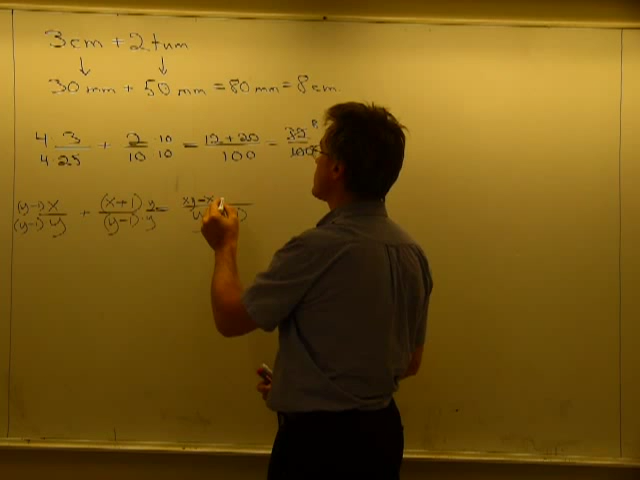 3 cm + 2 tum
30 mm + 50 mm = 80 mm = 8 cm.
4·3/4·25 + 2·10/10·10 = 12+20/100 =
(y-1)x/(y-1)y + (x+1)·y/(y-1)·y = xy-x